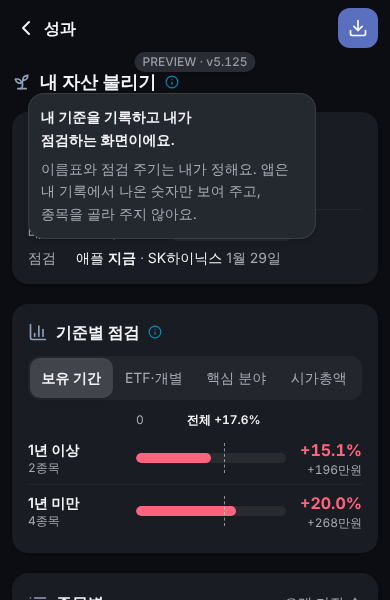 성과
PREVIEW · v5.125
내 자산 불리기
내 기준을 기록하고 내가
점검하는 화면이에요.
이름표와 점검 주기는 내가 정해요. 앱은
내 기록에서 나온 숫자만 보여 주고,
종목을 골라 주지 않아요.
점검 애플 지금 · SK하이닉스 1월 29일
기준별 점검
보유 기간 ETF·개별 핵심 분야 시가총액
0 전체 +17.6%
1년 이상 +15.1%
2종목 +196만원
1년 미만 +20.0%
4종목 +268만원